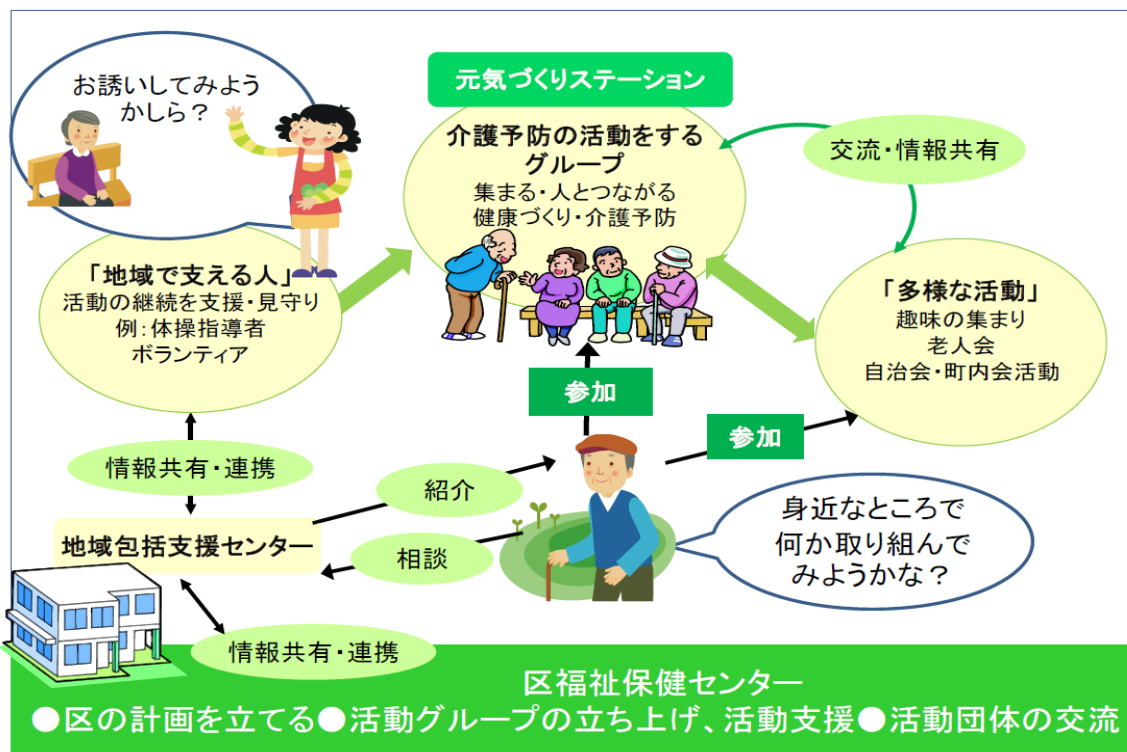 お誘いしてみよう
かしら？
元気づくりステーション
介護予防の活動をする
グループ
集まる・人とつながる
健康づくり・介護予防
交流・情報共有
「地域で支える人」
活動の継続を支援・見守り
例：体操指導者
ボランティア
「多様な活動」
趣味の集まり
老人会
自治会・町内会活動
参加
参加
情報共有・連携
紹介
地域包括支援センター
相談
身近なところで
何か取り組んで
みようかな？
情報共有・連携
区福祉保健センター
●区の計画を立てる●活動グループの立ち上げ、活動支援●活動団体の交流